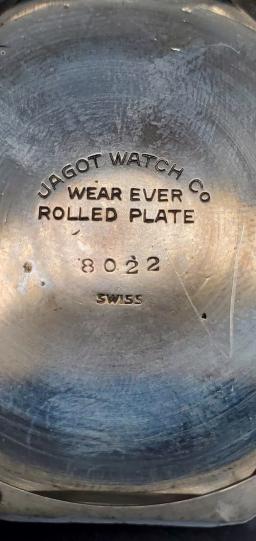 JAGOT WATCH Co
WEAR EVER
ROLLED PLATE
8022
SWISS